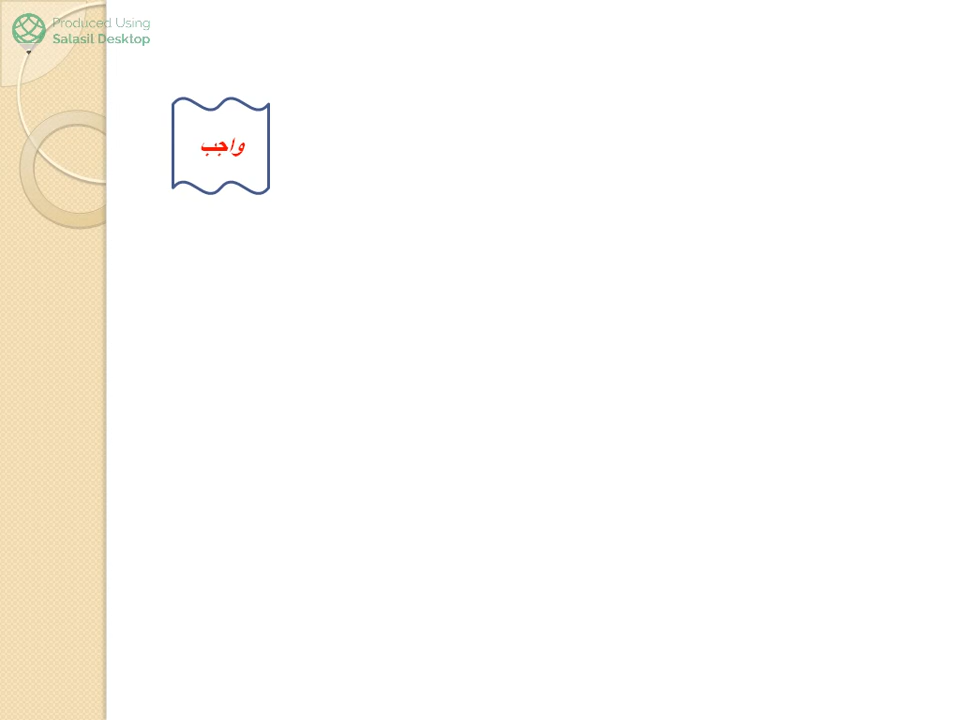 Produced Using
Salasil Desktop
واجب